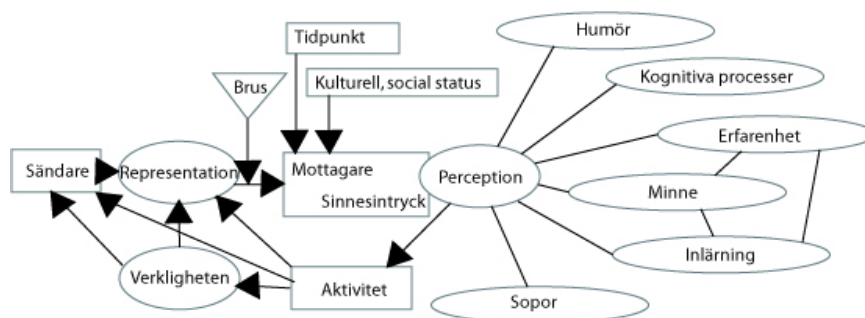 Humör
Tidpunkt
Kognitiva processer
Brus
Kulturell, social status
Erfarenhet
Sändare
Representation
Mottagare
Sinnesintryck
Perception
Minne
Inlärning
Verkligheten
Aktivitet
Sopor